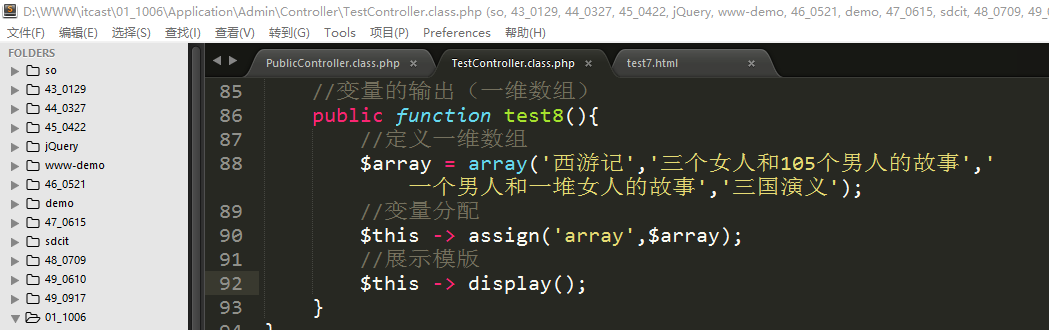 D:\WWW\itcast\01_1006\Application\Admin\Controller\TestController.class.php (so, 43_0129, 44_0327, 45_0422, jQuery, www-demo, 46_0521, demo, 47_0615, sdcit, 48_0709, 49_0
文件(F) 编辑(E) 选择(S) 查找(I) 查看(V) 转到(G) Tools 项目(P) Preferences 帮助(H)
FOLDERS
so
43_0129
44_0327
45_0422
jQuery
www-demo
46_0521
demo
47_0615
sdcit
48_0709
49_0610
49_0917
01_1006
PublicController.class.php × TestController.class.php × test7.html ×
85 //变量的输出（一维数组）
86 public function test8(){
87 //定义一维数组
88 $array = array('西游记','三个女人和105个男人的故事','
一个男人和一堆女人的故事','三国演义');
89 //变量分配
90 $this -> assign('array',$array);
91 //展示模版
92 $this -> display();
93 }
94 }